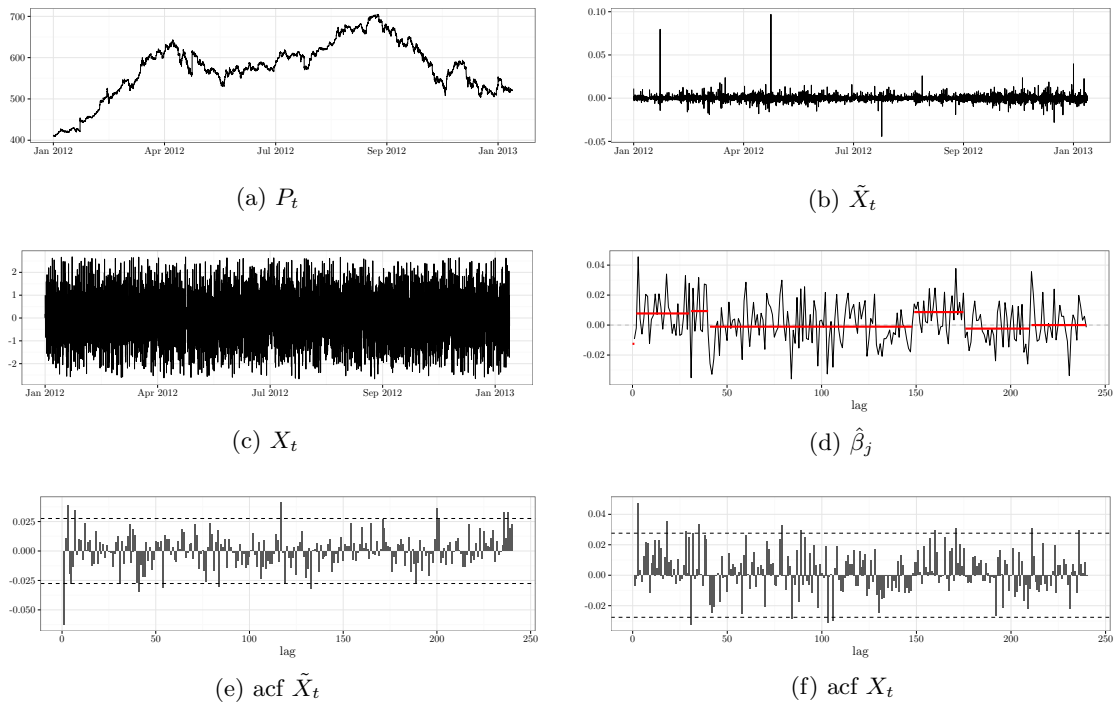 700
600
500
400
Jan 2012 Apr 2012 Jul 2012 Sep 2012 Jan 2013
(a) P_t
0.10
0.05
0.00
-0.05
Jan 2012 Apr 2012 Jul 2012 Sep 2012 Jan 2013
(b) X̃_t
2
1
0
-1
-2
Jan 2012 Apr 2012 Jul 2012 Sep 2012 Jan 2013
(c) X_t
0.04
0.02
0.00
-0.02
0 50 100 150 200 250
lag
(d) β̂_j
0.025
0.000
-0.025
-0.050
0 50 100 150 200 250
lag
(e) acf X̃_t
0.04
0.02
0.00
-0.02
0 50 100 150 200 250
lag
(f) acf X_t